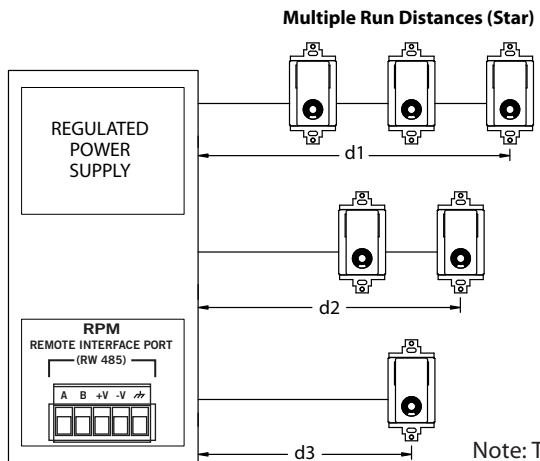 Multiple Run Distances (Star)
REGULATED
POWER
SUPPLY
d1
d2
RPM
REMOTE INTERFACE PORT
(RW 485)
A B +V -V
d3
Note: T